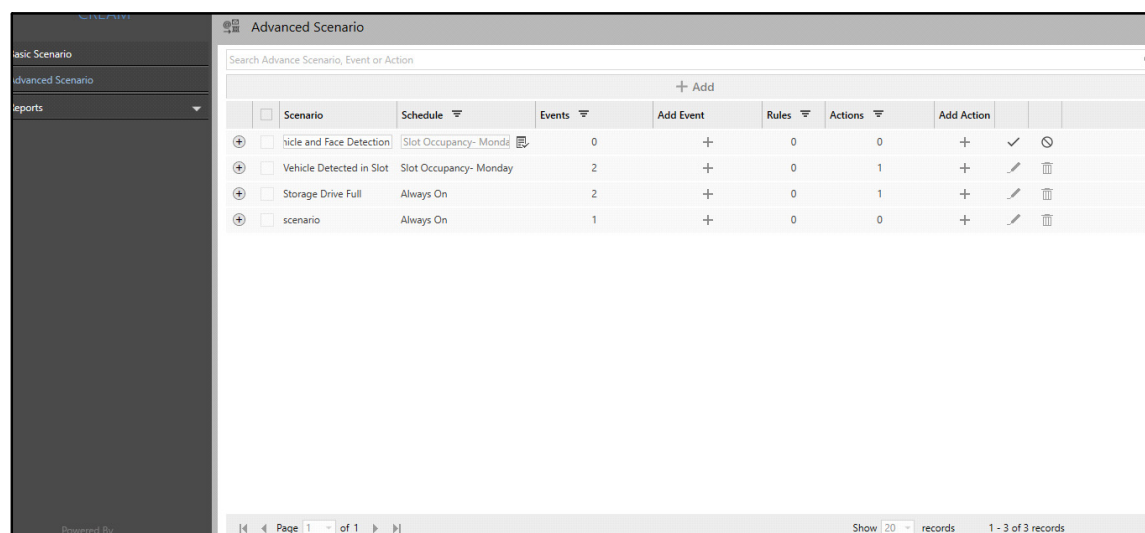 CREAM
Advanced Scenario
asic Scenario
Search Advance Scenario, Event or Action
dvanced Scenario
+ Add
eports
Scenario Schedule Events Add Event Rules Actions Add Action
nicle and Face Detection Slot Occupancy- Monda 0 + 0 0 +
Vehicle Detected in Slot Slot Occupancy- Monday 2 + 0 1 +
Storage Drive Full Always On 2 + 0 1 +
scenario Always On 1 + 0 0 +
Powered By Page 1 of 1 Show 20 records 1 - 3 of 3 records